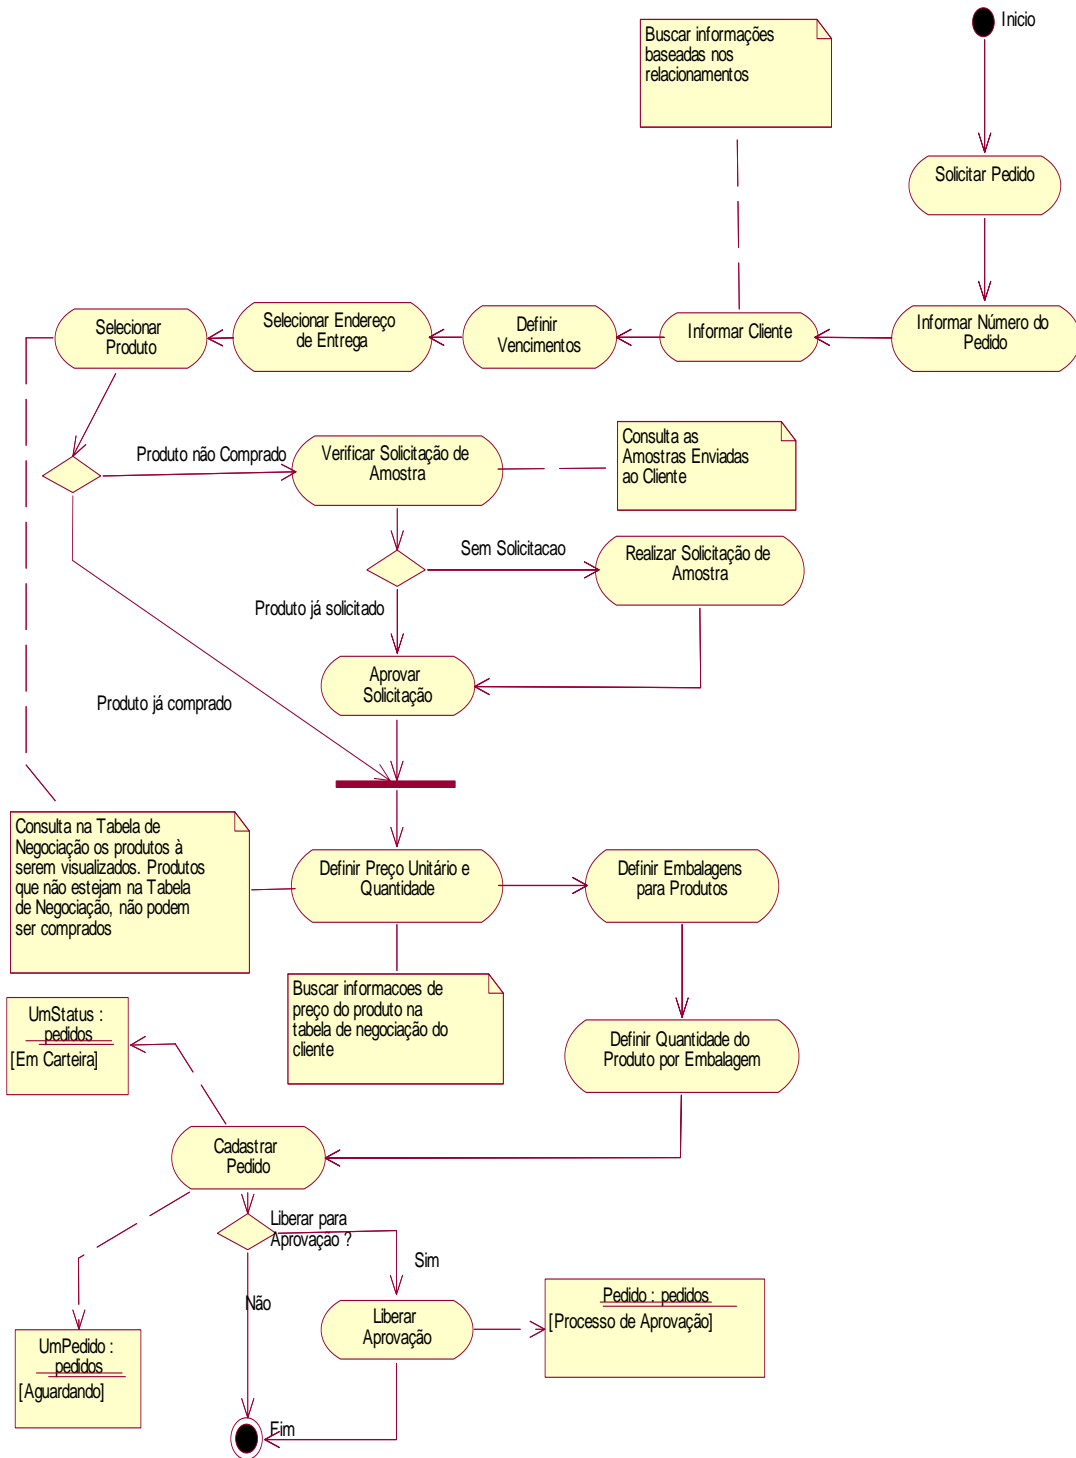 Inicio
Buscar informações
baseadas nos
relacionamentos
Solicitar Pedido
Selecionar
Produto
Selecionar Endereço
de Entrega
Definir
Vencimentos
Informar Cliente
Informar Número do
Pedido
Produto não Comprado
Verificar Solicitação de
Amostra
Consulta as
Amostras Enviadas
ao Cliente
Sem Solicitacao
Realizar Solicitação de
Amostra
Produto já solicitado
Aprovar
Solicitação
Produto já comprado
Consulta na Tabela de
Negociação os produtos à
serem visualizados. Produtos
que não estejam na Tabela
de Negociação, não podem
ser comprados
Definir Preço Unitário e
Quantidade
Definir Embalagens
para Produtos
Buscar informacoes de
preço do produto na
tabela de negociação do
cliente
UmStatus :
pedidos
[Em Carteira]
Definir Quantidade do
Produto por Embalagem
Cadastrar
Pedido
Liberar para
Aprovação ?
Sim
Não
Liberar
Aprovação
Pedido : pedidos
[Processo de Aprovação]
UmPedido :
pedidos
[Aguardando]
Fim